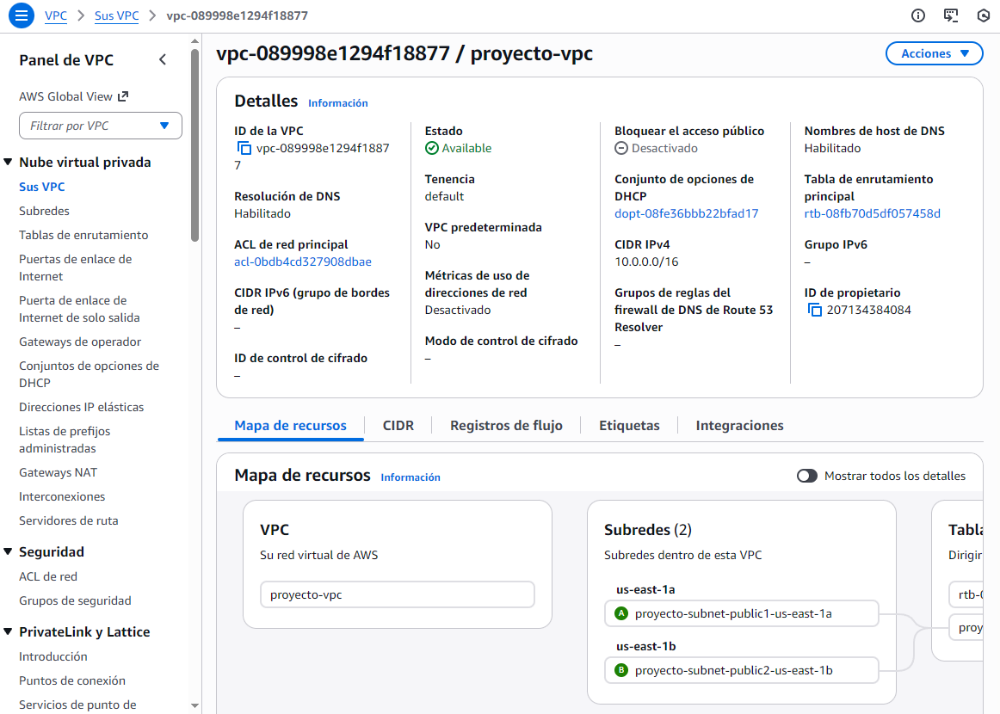 VPC > Sus VPC > vpc-089998e1294f18877
Panel de VPC
AWS Global View
Filtrar por VPC
Nube virtual privada
Sus VPC
Subredes
Tablas de enrutamiento
Puertas de enlace de
Internet
Puerta de enlace de
Internet de solo salida
Gateways de operador
Conjuntos de opciones de
DHCP
Direcciones IP elásticas
Listas de prefijos
administradas
Gateways NAT
Interconexiones
Servidores de ruta
Seguridad
ACL de red
Grupos de seguridad
PrivateLink y Lattice
Introducción
Puntos de conexión
Servicios de punto de
vpc-089998e1294f18877 / proyecto-vpc
Acciones
Detalles Información
ID de la VPC
vpc-089998e1294f1887
7
Resolución de DNS
Habilitado
ACL de red principal
acl-0bdb4cd327908dbae
CIDR IPv6 (grupo de bordes
de red)
–
ID de control de cifrado
–
Estado
Available
Tenencia
default
VPC predeterminada
No
Métricas de uso de
direcciones de red
Desactivado
Modo de control de cifrado
–
Bloquear el acceso público
Desactivado
Conjunto de opciones de
DHCP
dopt-08fe36bbb22bfad17
CIDR IPv4
10.0.0.0/16
Grupos de reglas del
firewall de DNS de Route 53
Resolver
–
Nombres de host de DNS
Habilitado
Tabla de enrutamiento
principal
rtb-08fb70d5df057458d
Grupo IPv6
–
ID de propietario
207134384084
Mapa de recursos
CIDR
Registros de flujo
Etiquetas
Integraciones
Mapa de recursos Información
Mostrar todos los detalles
VPC
Su red virtual de AWS
proyecto-vpc
Subredes (2)
Subredes dentro de esta VPC
us-east-1a
A proyecto-subnet-public1-us-east-1a
us-east-1b
B proyecto-subnet-public2-us-east-1b
Tabla
Dirigir
rtb-0
proy